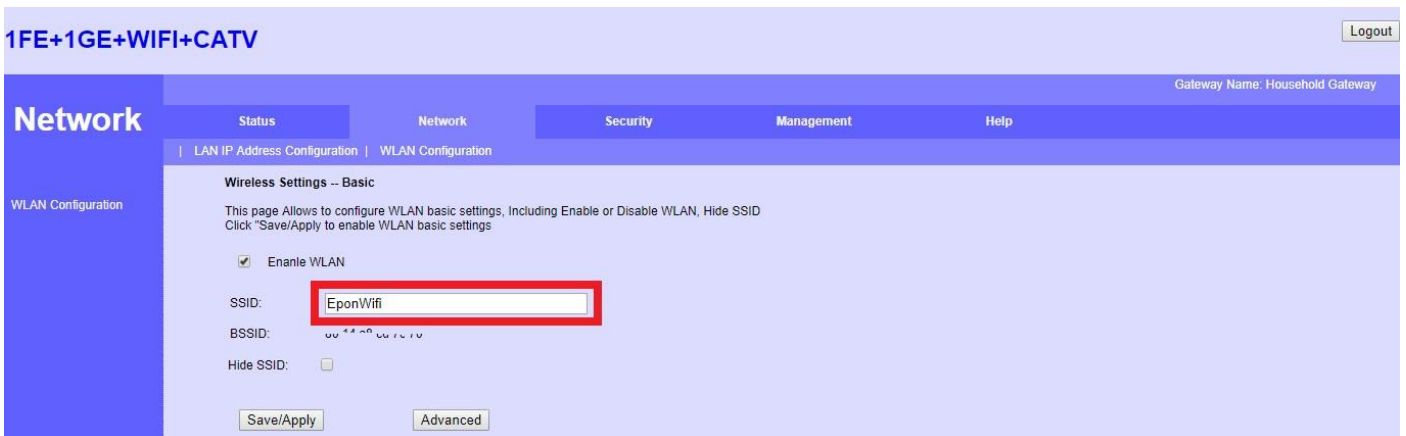 1FE+1GE+WIFI+CATV
Logout
Gateway Name: Household Gateway
Network
Status Network Security Management Help
| LAN IP Address Configuration | WLAN Configuration
WLAN Configuration
Wireless Settings -- Basic
This page Allows to configure WLAN basic settings, Including Enable or Disable WLAN, Hide SSID
Click "Save/Apply to enable WLAN basic settings
Enanle WLAN
SSID: EponWifi
BSSID:
Hide SSID:
Save/Apply Advanced